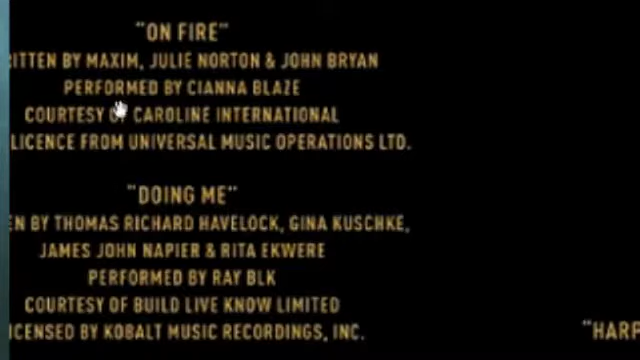 "ON FIRE"
ITTEN BY MAXIM, JULIE NORTON & JOHN BRYAN
PERFORMED BY CIANNA BLAZE
COURTESY OF CAROLINE INTERNATIONAL
LICENCE FROM UNIVERSAL MUSIC OPERATIONS LTD.
"DOING ME"
EN BY THOMAS RICHARD HAVELOCK, GINA KUSCHKE,
JAMES JOHN NAPIER & RITA EKWERE
PERFORMED BY RAY BLK
COURTESY OF BUILD LIVE KNOW LIMITED
ICENSED BY KOBALT MUSIC RECORDINGS, INC.
"HARP